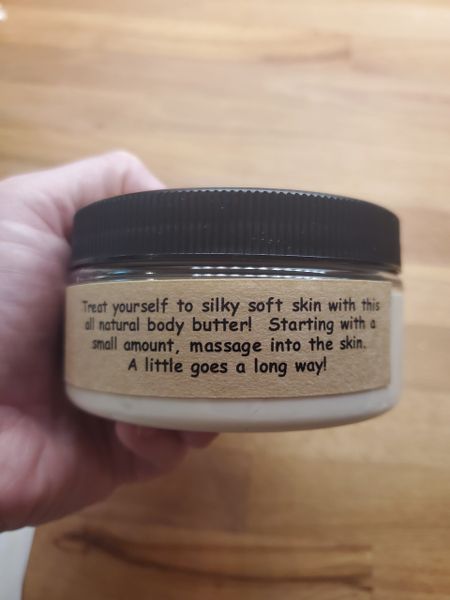 Treat yourself to silky soft skin with this
all natural body butter! Starting with a
small amount, massage into the skin.
A little goes a long way!